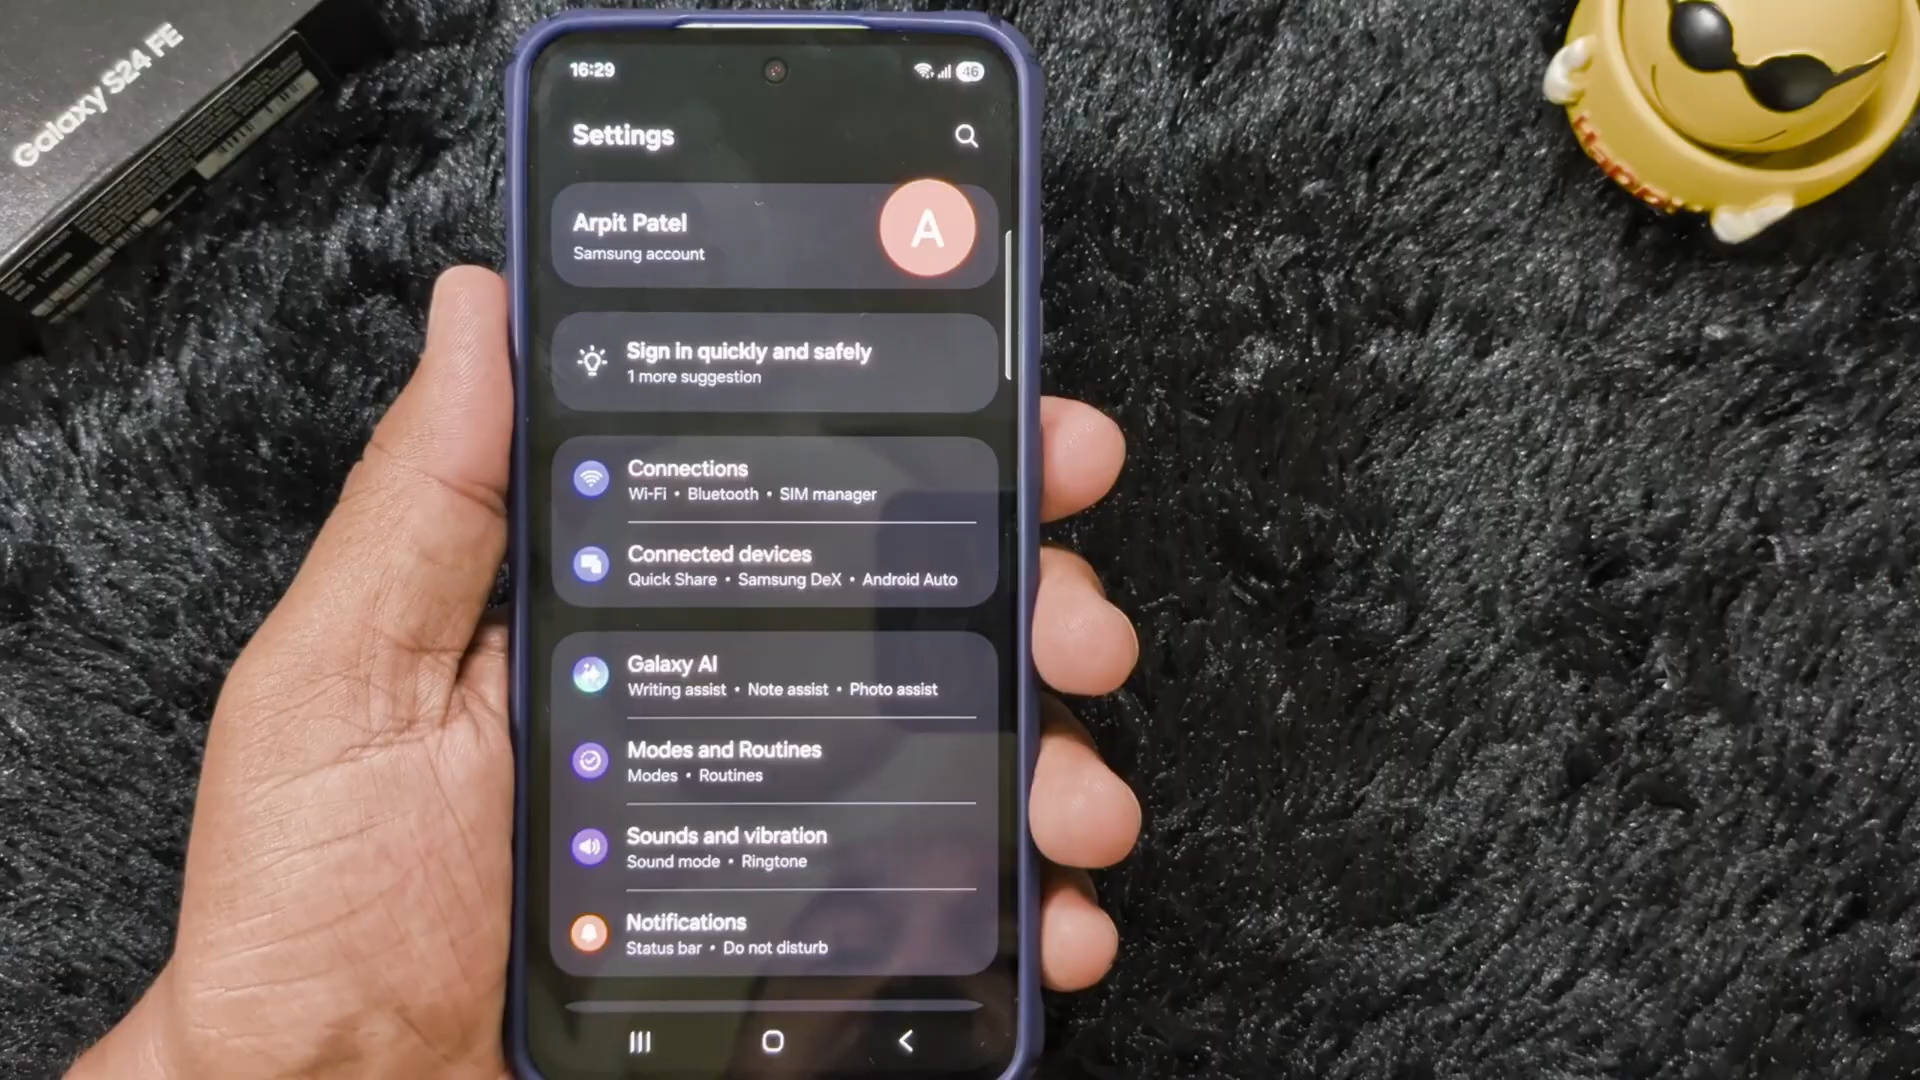 Galaxy S24 FE
16:29
46
Settings
Arpit Patel
A
Samsung account
Sign in quickly and safely
1 more suggestion
Connections
Wi-Fi • Bluetooth • SIM manager
Connected devices
Quick Share • Samsung DeX • Android Auto
Galaxy AI
Writing assist • Note assist • Photo assist
Modes and Routines
Modes • Routines
Sounds and vibration
Sound mode • Ringtone
Notifications
Status bar • Do not disturb